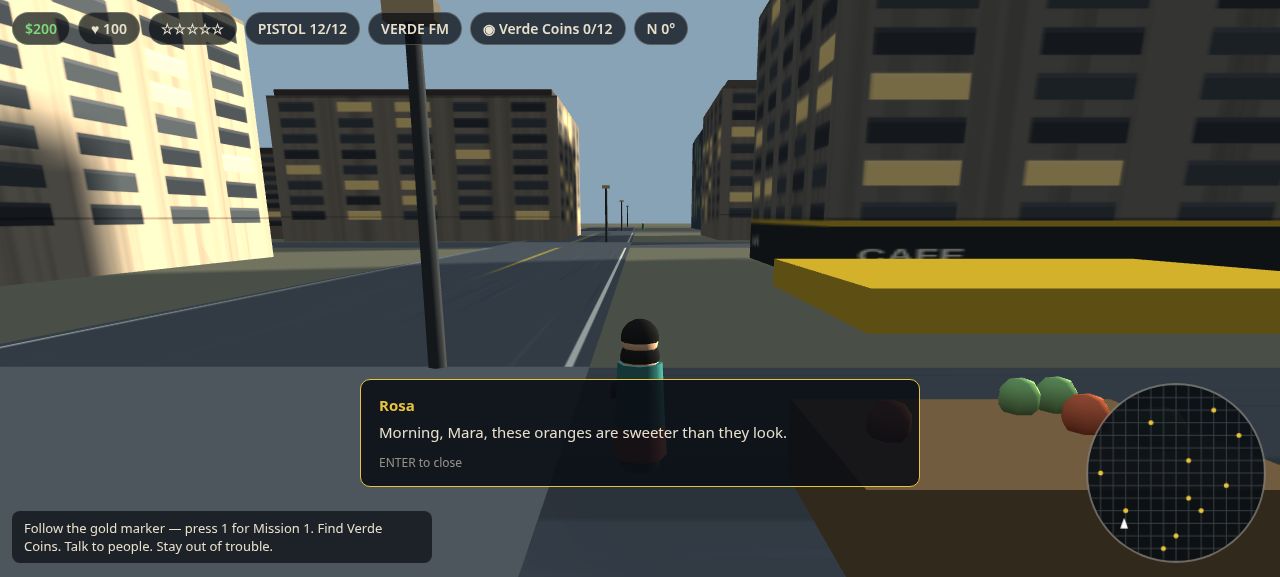 $200
♥ 100
☆☆☆☆☆
PISTOL 12/12
VERDE FM
◉ Verde Coins 0/12
N 0°
CAFE
Rosa
Morning, Mara, these oranges are sweeter than they look.
ENTER to close
Follow the gold marker — press 1 for Mission 1. Find Verde
Coins. Talk to people. Stay out of trouble.